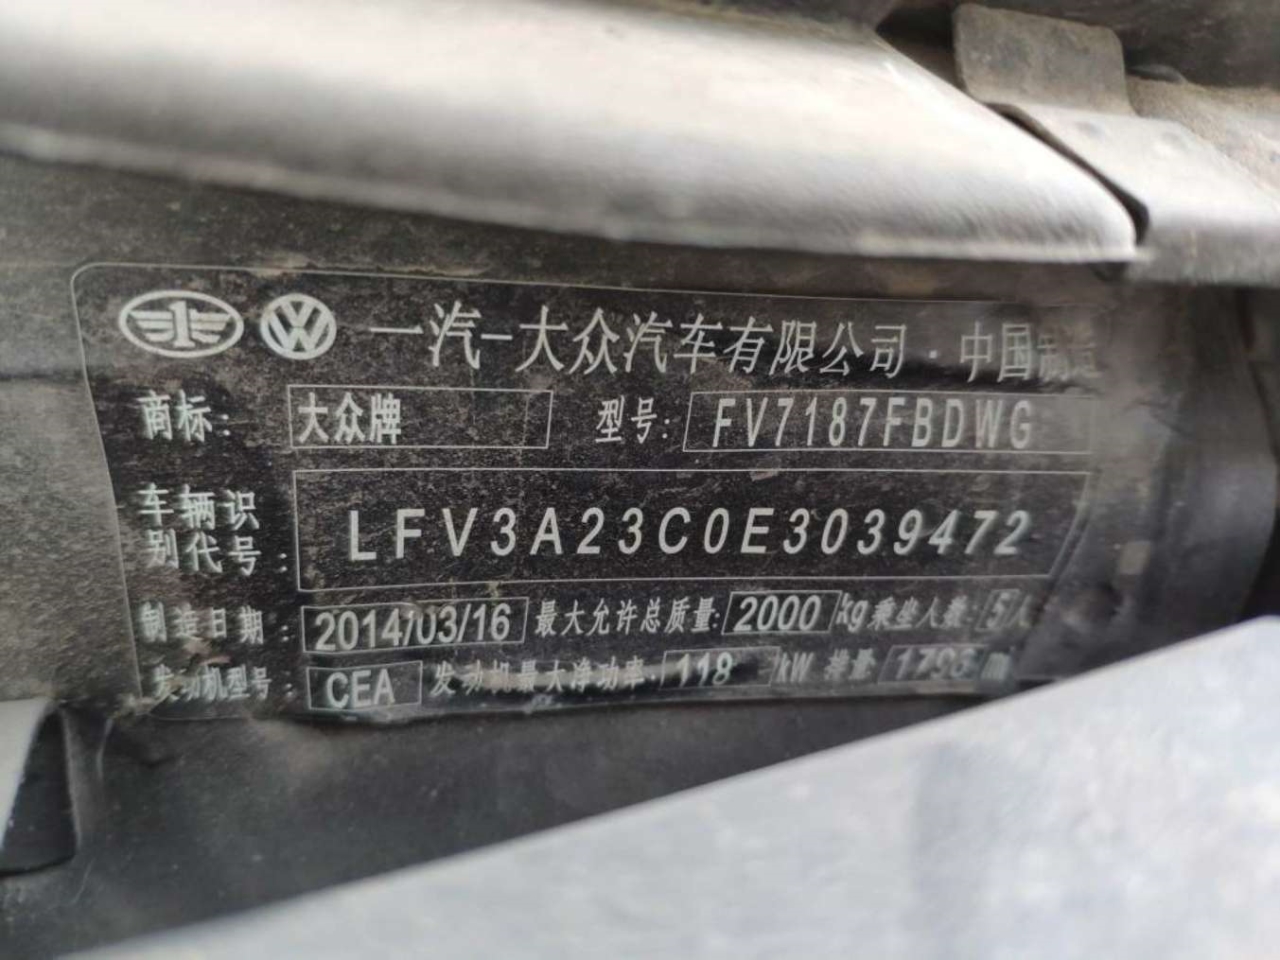 一汽-大众汽车有限公司·中国制造
商标: 大众牌 型号: FV7187FBDWG
车辆识别代号: LFV3A23C0E3039472
制造日期: 2014/03/16 最大允许总质量: 2000 kg 乘坐人数: 5人
发动机型号: CEA 发动机最大净功率: 118 kW 排量: